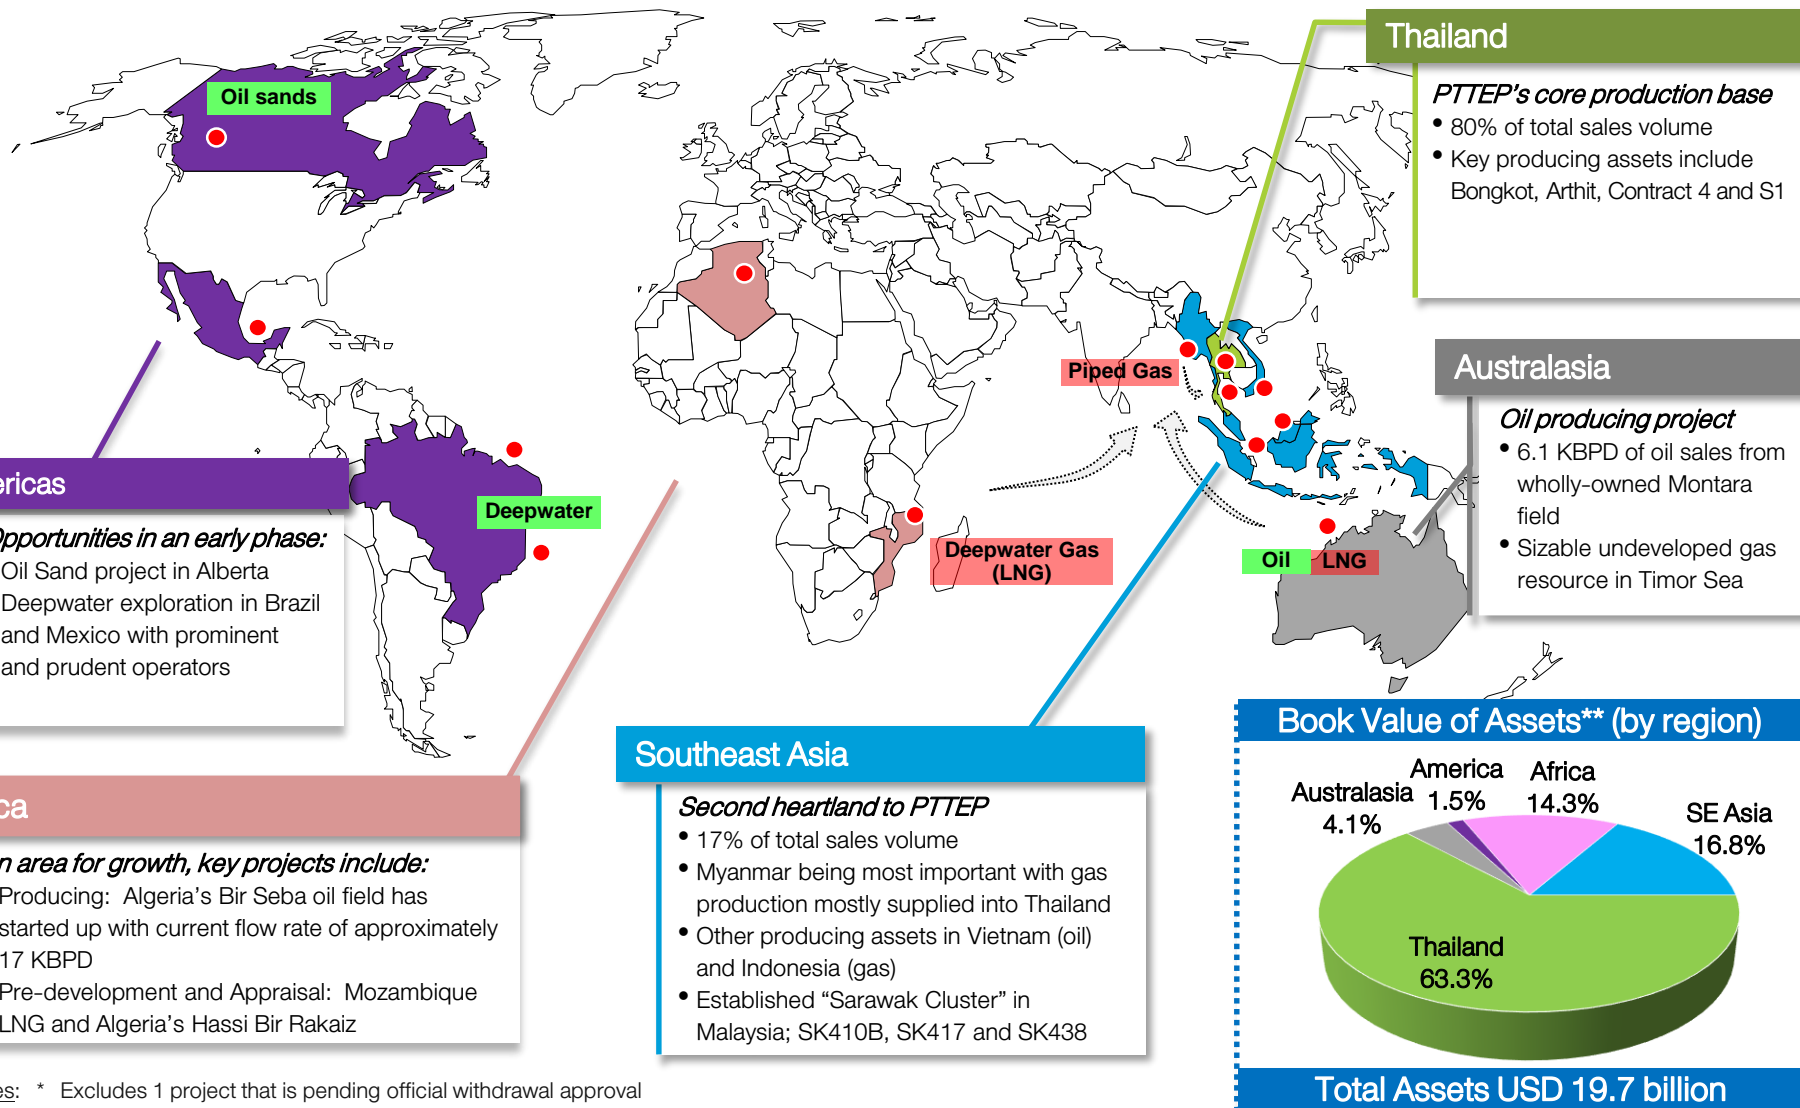 Thailand
PTTEP's core production base
• 80% of total sales volume
• Key producing assets include
Bongkot, Arthit, Contract 4 and S1
Oil sands
Piped Gas
Australasia
Oil producing project
• 6.1 KBPD of oil sales from
wholly-owned Montara
field
• Sizable undeveloped gas
resource in Timor Sea
ericas
pportunities in an early phase:
Oil Sand project in Alberta
Deepwater exploration in Brazil
and Mexico with prominent
and prudent operators
Deepwater
Deepwater Gas
(LNG)
Oil LNG
ca
n area for growth, key projects include:
Producing: Algeria's Bir Seba oil field has
started up with current flow rate of approximately
17 KBPD
Pre-development and Appraisal: Mozambique
LNG and Algeria's Hassi Bir Rakaiz
Southeast Asia
Second heartland to PTTEP
• 17% of total sales volume
• Myanmar being most important with gas
production mostly supplied into Thailand
• Other producing assets in Vietnam (oil)
and Indonesia (gas)
• Established “Sarawak Cluster” in
Malaysia; SK410B, SK417 and SK438
Book Value of Assets** (by region)
Australasia
4.1%
America
1.5%
Africa
14.3%
SE Asia
16.8%
Thailand
63.3%
Total Assets USD 19.7 billion
es: * Excludes 1 project that is pending official withdrawal approval